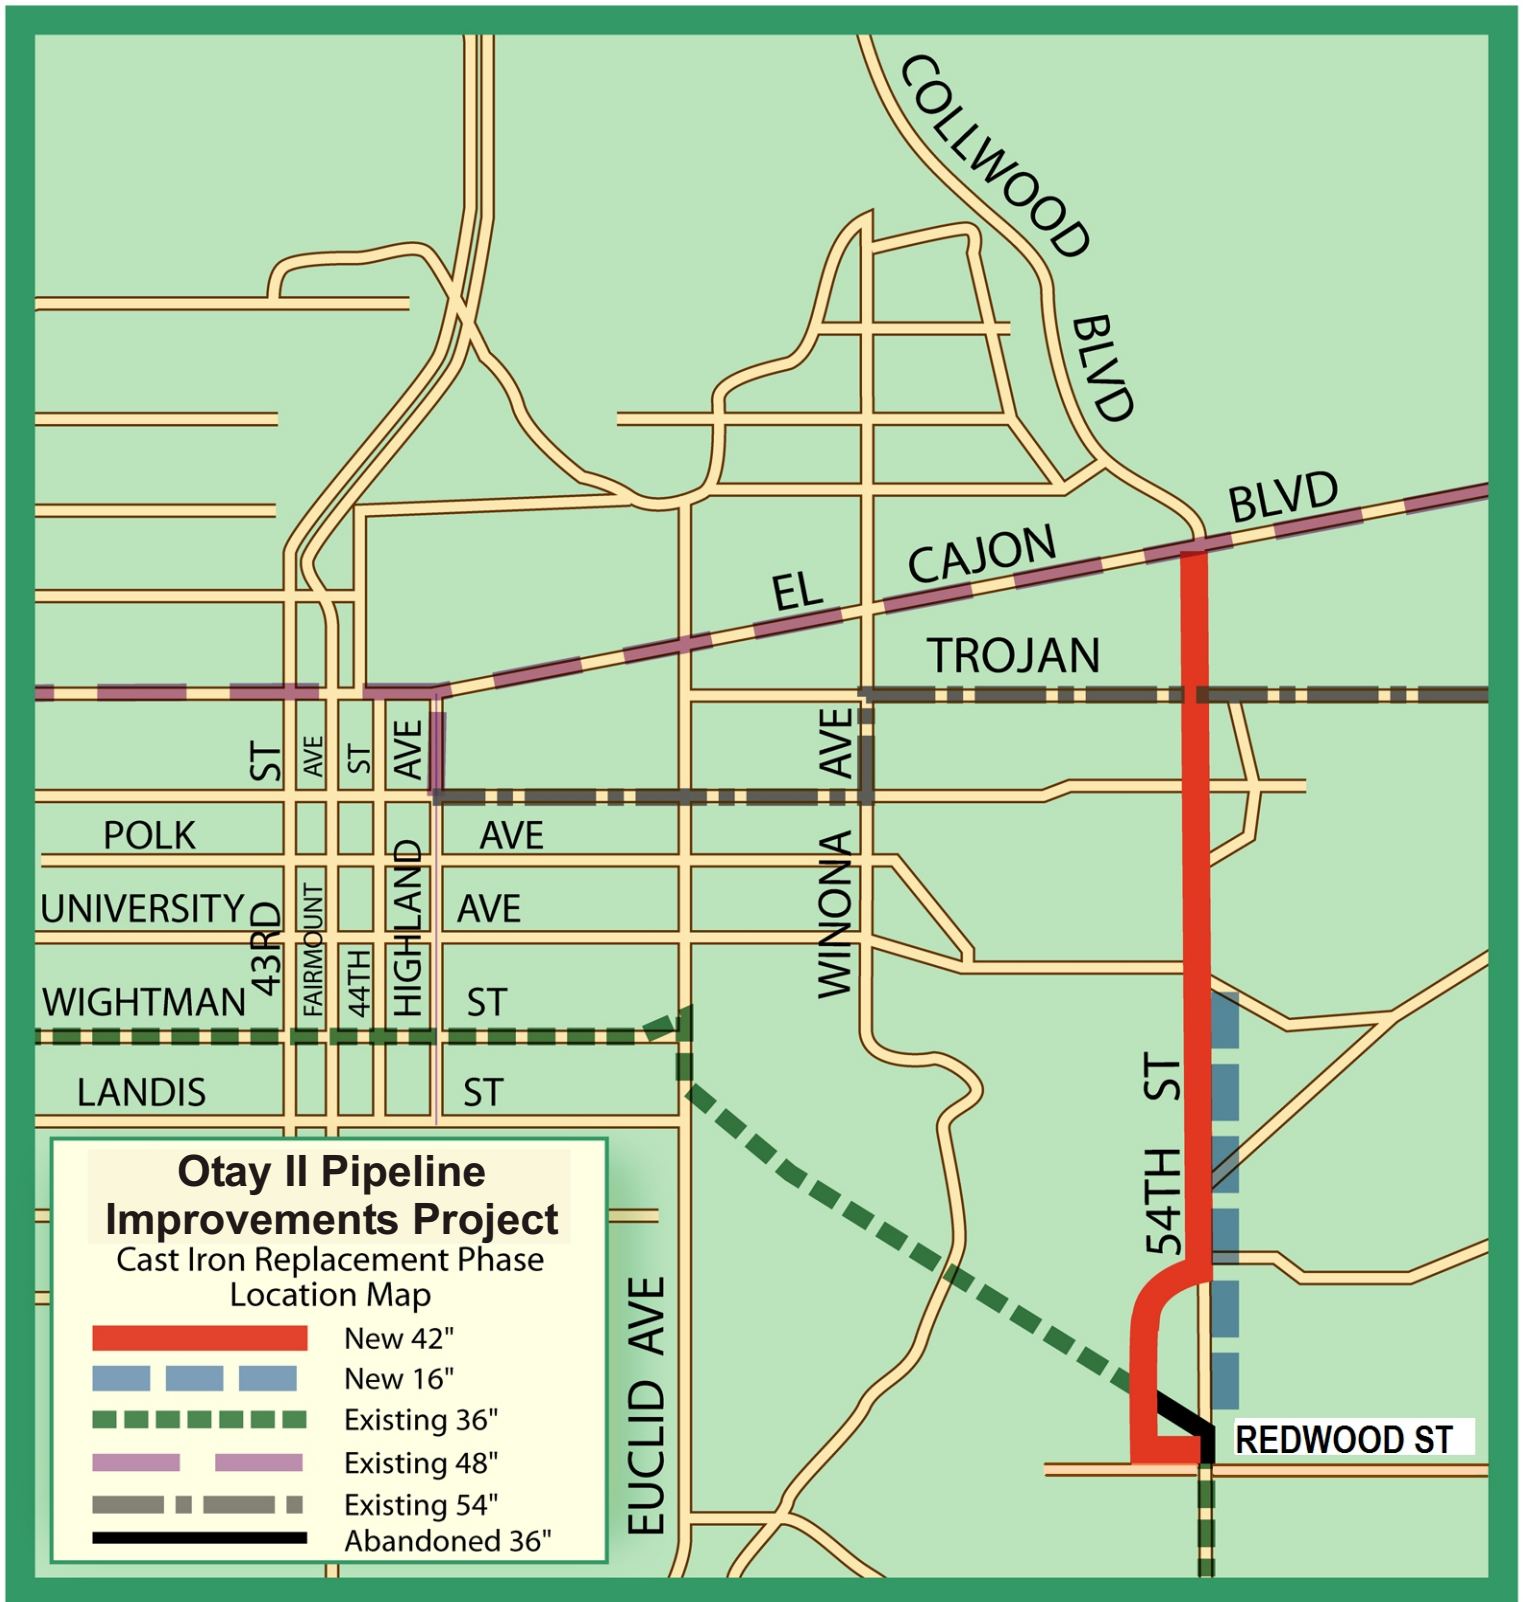 COLLWOOD
BLVD
BLVD
CAJON
EL
TROJAN
ST
AVE
ST
AVE
AVE
POLK
AVE
UNIVERSITY
AVE
43RD
FAIRMOUNT
44TH
HIGHLAND
WINONA
WIGHTMAN
ST
LANDIS
ST
54TH ST
EUCLID AVE
REDWOOD ST
Otay II Pipeline
Improvements Project
Cast Iron Replacement Phase
Location Map
New 42"
New 16"
Existing 36"
Existing 48"
Existing 54"
Abandoned 36"